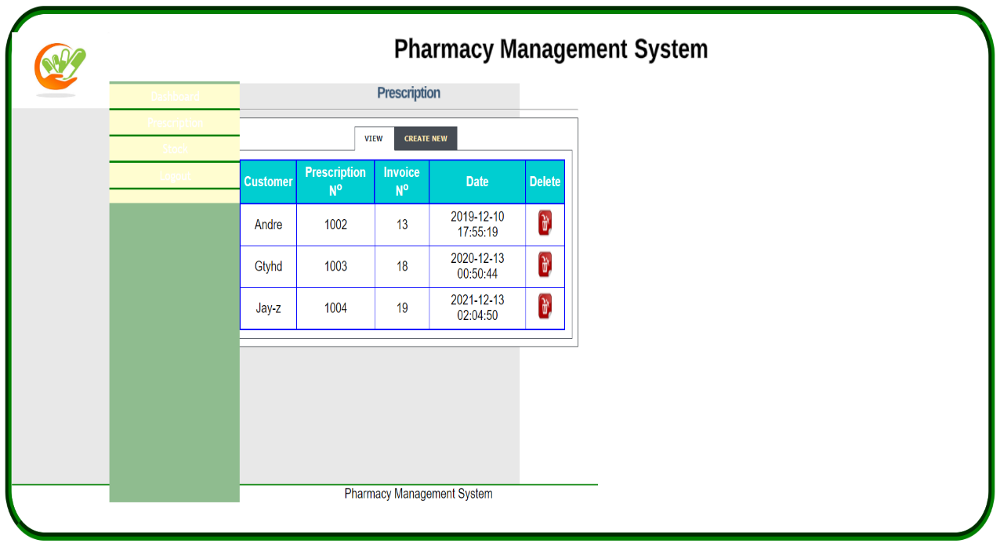 Pharmacy Management System
Dashboard
Prescription
Stock
Logout
Prescription
VIEW CREATE NEW
Customer Prescription Nº Invoice Nº Date Delete
Andre 1002 13 2019-12-10 17:55:19
Gtyhd 1003 18 2020-12-13 00:50:44
Jay-z 1004 19 2021-12-13 02:04:50
Pharmacy Management System